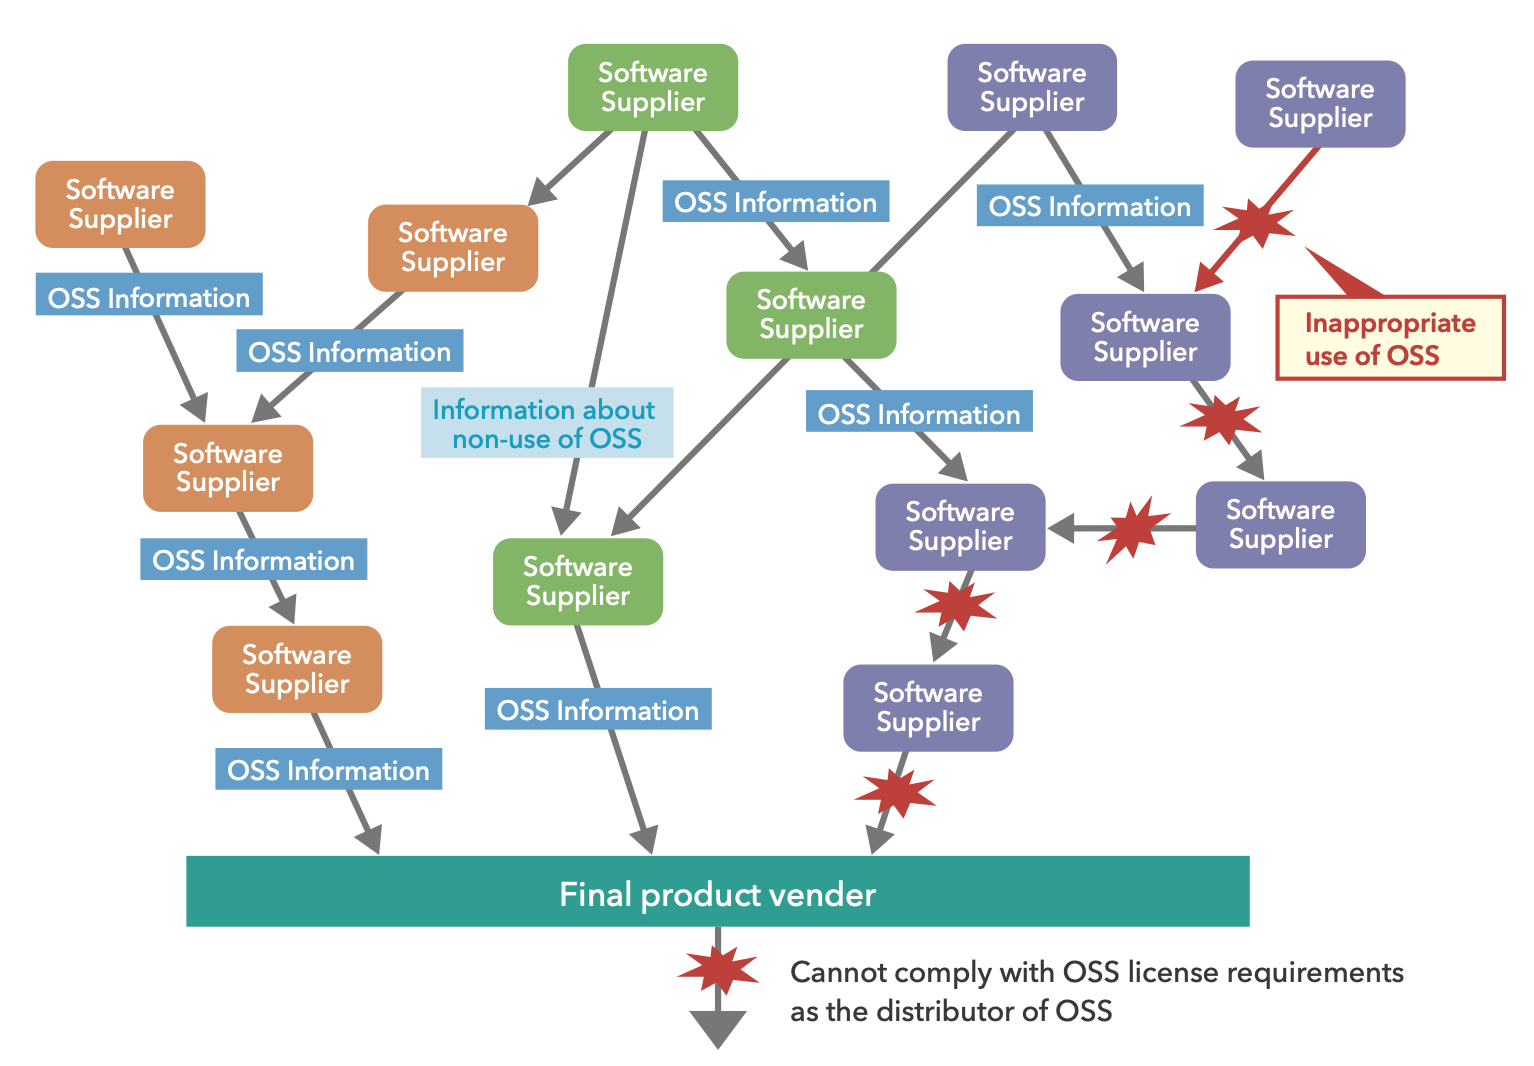 Software
Supplier
Software
Supplier
Software
Supplier
Software
Supplier
OSS Information
OSS Information
Software
Supplier
OSS Information
Software
Supplier
Software
Supplier
Inappropriate
use of OSS
OSS Information
OSS Information
Software
Supplier
Information about
non-use of OSS
OSS Information
Software
Supplier
Software
Supplier
Software
Supplier
OSS Information
Software
Supplier
Software
Supplier
Software
Supplier
OSS Information
OSS Information
Final product vender
Cannot comply with OSS license requirements
as the distributor of OSS